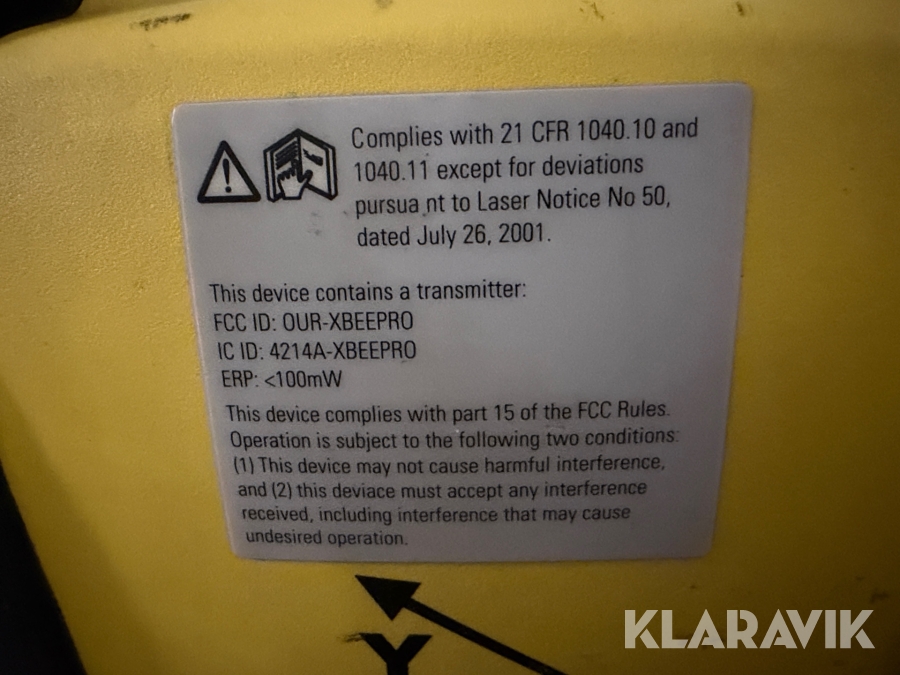 Complies with 21 CFR 1040.10 and
1040.11 except for deviations
pursua nt to Laser Notice No 50,
dated July 26, 2001.
This device contains a transmitter:
FCC ID: OUR-XBEEPRO
IC ID: 4214A-XBEEPRO
ERP: <100mW
This device complies with part 15 of the FCC Rules.
Operation is subject to the following two conditions:
(1) This device may not cause harmful interference,
and (2) this deviace must accept any interference
received, including interference that may cause
undesired operation.
Y
KLARAVIK